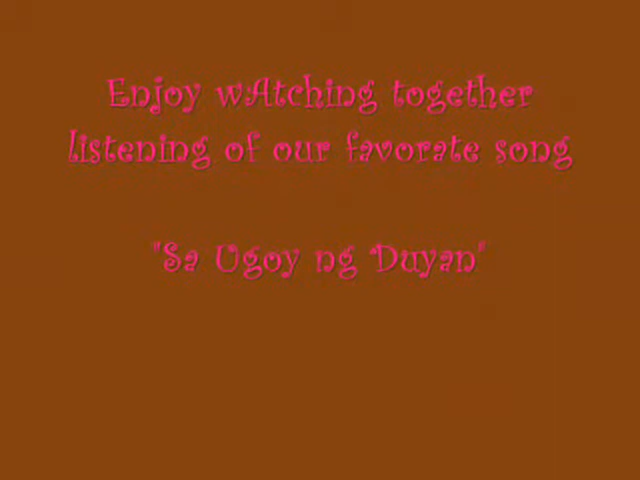 Enjoy wAtching together
listening of our favorate song
"Sa Ugoy ng Duyan"